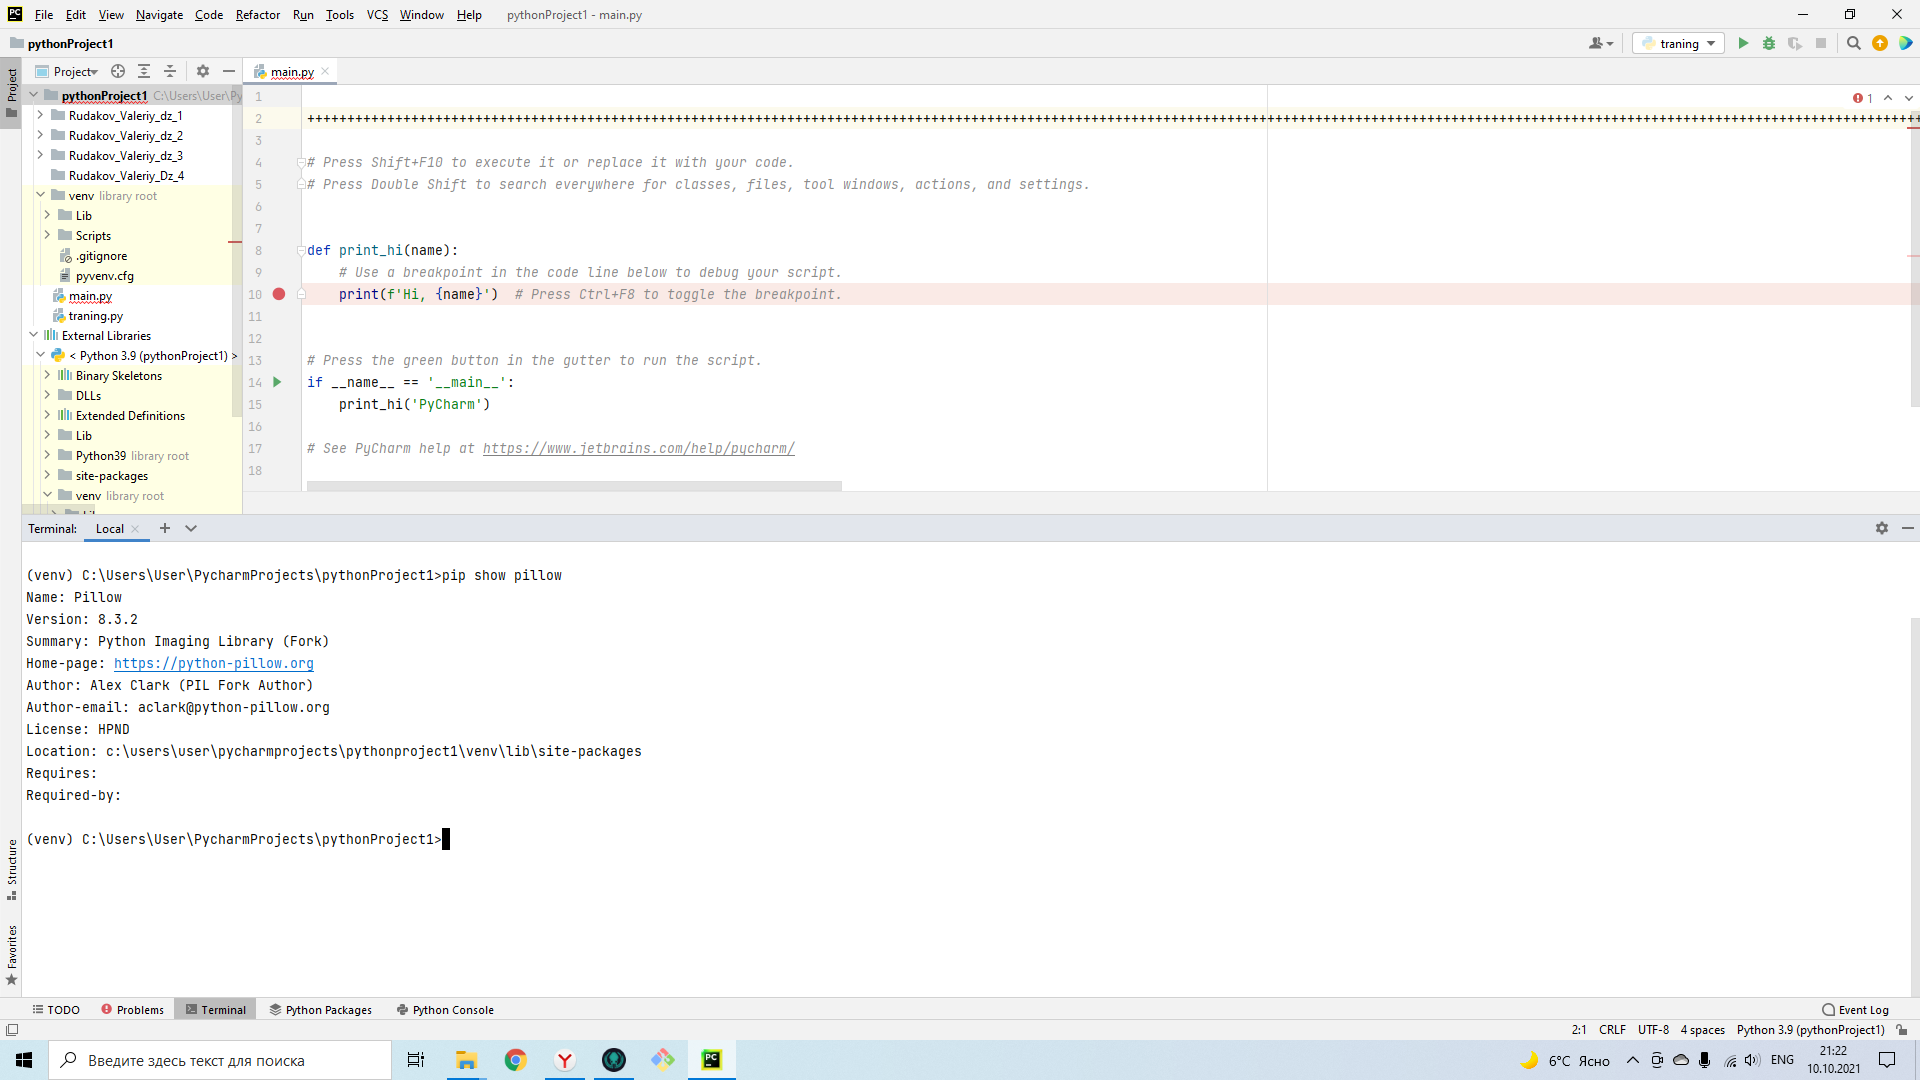 File Edit View Navigate Code Refactor Run Tools VCS Window Help pythonProject1 - main.py
pythonProject1
traning
Project
Project
main.py
pythonProject1 C:\Users\User\Py
Rudakov_Valeriy_dz_1
Rudakov_Valeriy_dz_2
Rudakov_Valeriy_dz_3
Rudakov_Valeriy_Dz_4
venv library root
Lib
Scripts
.gitignore
pyvenv.cfg
main.py
traning.py
External Libraries
< Python 3.9 (pythonProject1) >
Binary Skeletons
DLLs
Extended Definitions
Lib
Python39 library root
site-packages
venv library root
1
1
2
3
4 # Press Shift+F10 to execute it or replace it with your code.
5 # Press Double Shift to search everywhere for classes, files, tool windows, actions, and settings.
6
7
8 def print_hi(name):
9 # Use a breakpoint in the code line below to debug your script.
10 print(f'Hi, {name}') # Press Ctrl+F8 to toggle the breakpoint.
11
12
13 # Press the green button in the gutter to run the script.
14 if __name__ == '__main__':
15 print_hi('PyCharm')
16
17 # See PyCharm help at https://www.jetbrains.com/help/pycharm/
18
Terminal: Local
(venv) C:\Users\User\PycharmProjects\pythonProject1>pip show pillow
Name: Pillow
Version: 8.3.2
Summary: Python Imaging Library (Fork)
Home-page: https://python-pillow.org
Author: Alex Clark (PIL Fork Author)
Author-email: aclark@python-pillow.org
License: HPND
Location: c:\users\user\pycharmprojects\pythonproject1\venv\lib\site-packages
Requires:
Required-by:
(venv) C:\Users\User\PycharmProjects\pythonProject1>
Structure
Favorites
TODO Problems Terminal Python Packages Python Console Event Log
2:1 CRLF UTF-8 4 spaces Python 3.9 (pythonProject1)
Введите здесь текст для поиска
6°C Ясно
ENG
21:22
10.10.2021